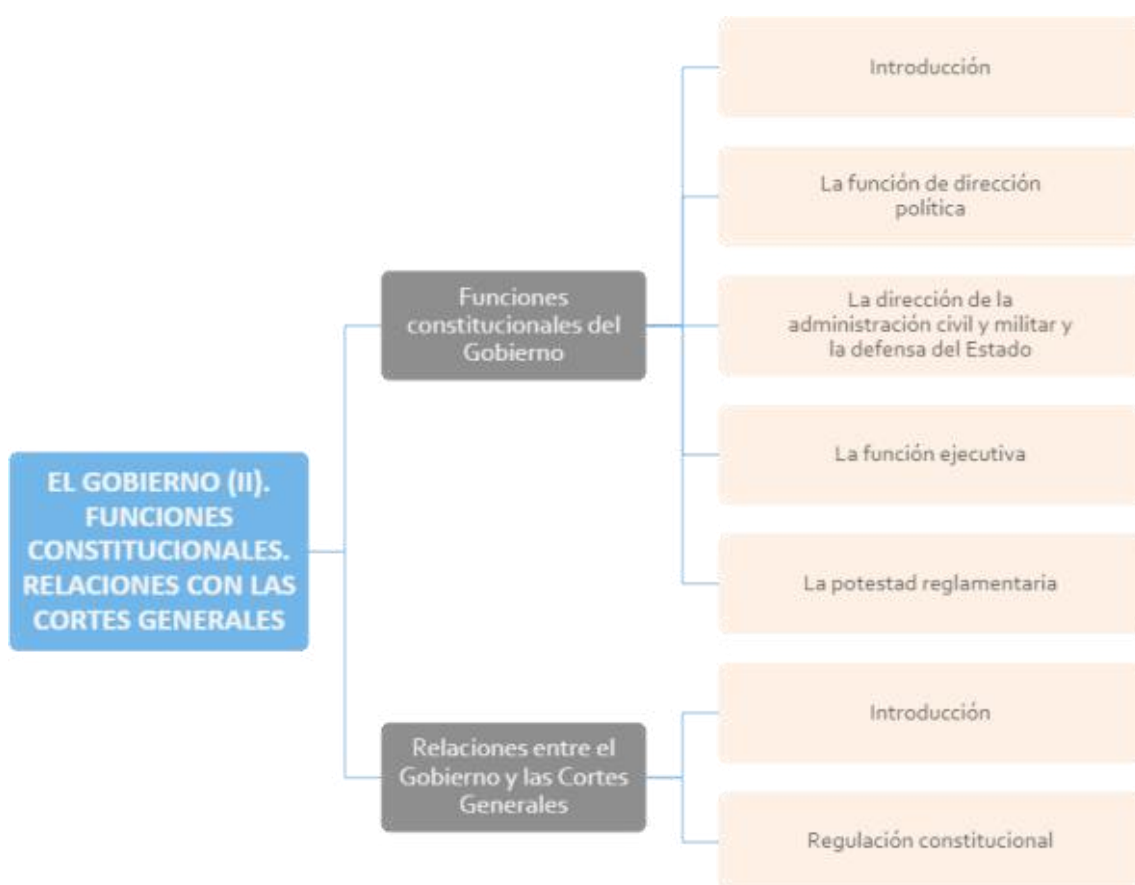 EL GOBIERNO (II).
FUNCIONES
CONSTITUCIONALES.
RELACIONES CON LAS
CORTES GENERALES
Funciones
constitucionales del
Gobierno
Introducción
La función de dirección
política
La dirección de la
administración civil y militar y
la defensa del Estado
La función ejecutiva
La potestad reglamentaria
Relaciones entre el
Gobierno y las Cortes
Generales
Introducción
Regulación constitucional